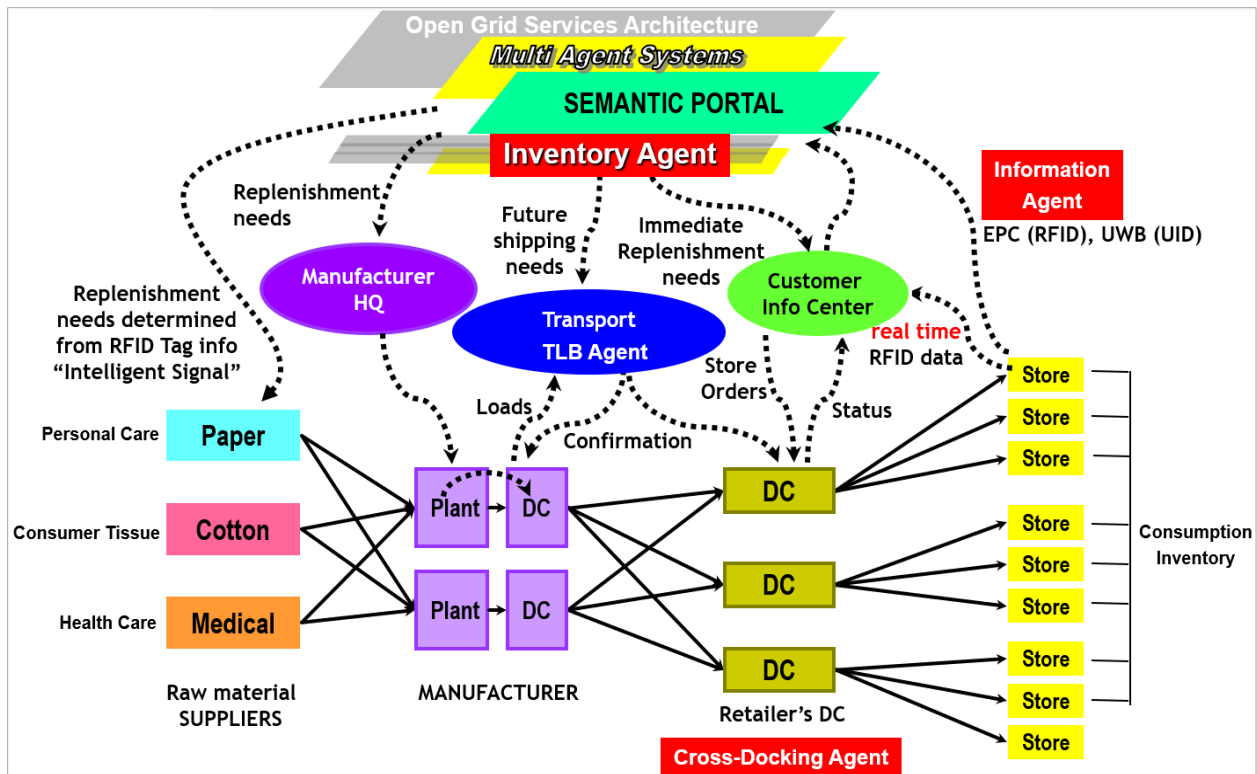 Open Grid Services Architecture
Multi Agent Systems
SEMANTIC PORTAL
Inventory Agent
Information
Agent
EPC (RFID), UWB (UID)
Replenishment
needs
Future
shipping
needs
Immediate
Replenishment
needs
Manufacturer
HQ
Customer
Info Center
Transport
TLB Agent
Replenishment
needs determined
from RFID Tag info
“Intelligent Signal”
real time
RFID data
Store
Orders
Status
Loads
Confirmation
Personal Care
Paper
Consumer Tissue
Cotton
Health Care
Medical
Raw material
SUPPLIERS
Plant
DC
Plant
DC
MANUFACTURER
DC
DC
DC
Retailer’s DC
Cross-Docking Agent
Store
Store
Store
Store
Store
Store
Store
Store
Store
Consumption
Inventory